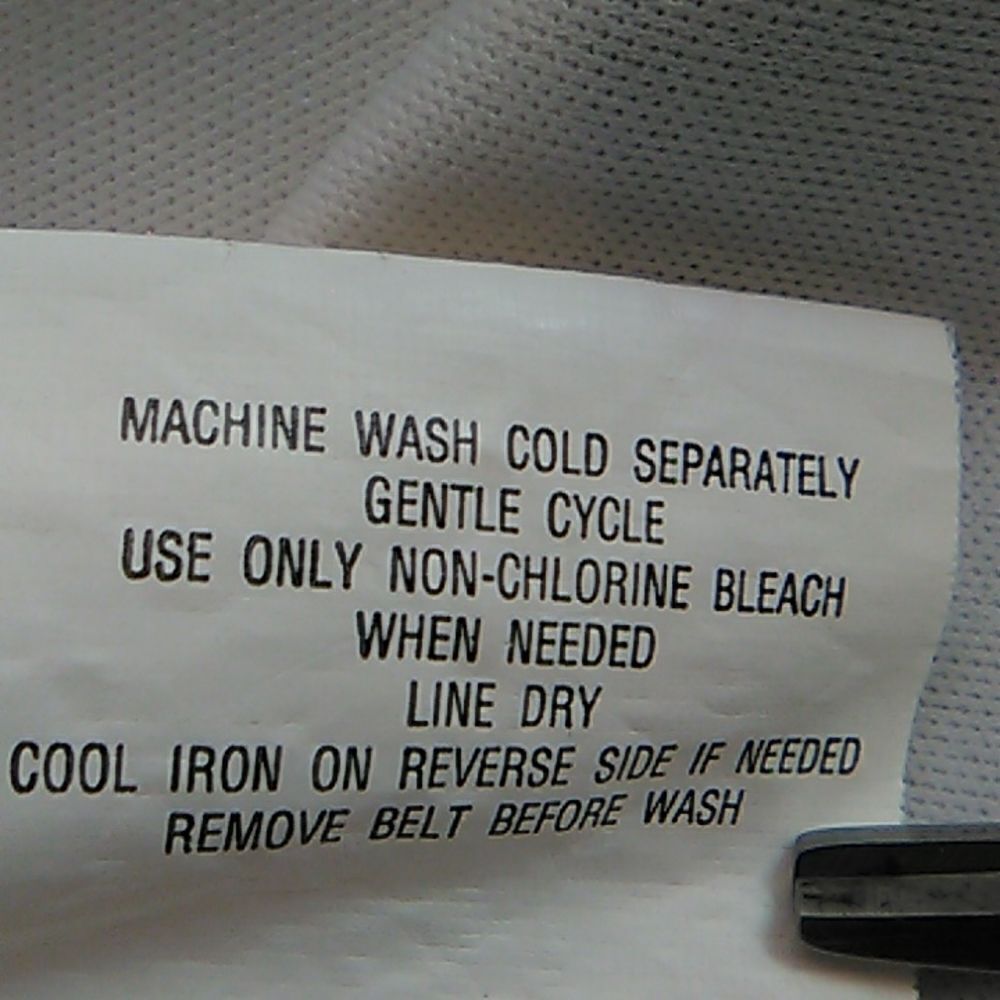 MACHINE WASH COLD SEPARATELY
GENTLE CYCLE
USE ONLY NON-CHLORINE BLEACH
WHEN NEEDED
LINE DRY
COOL IRON ON REVERSE SIDE IF NEEDED
REMOVE BELT BEFORE WASH